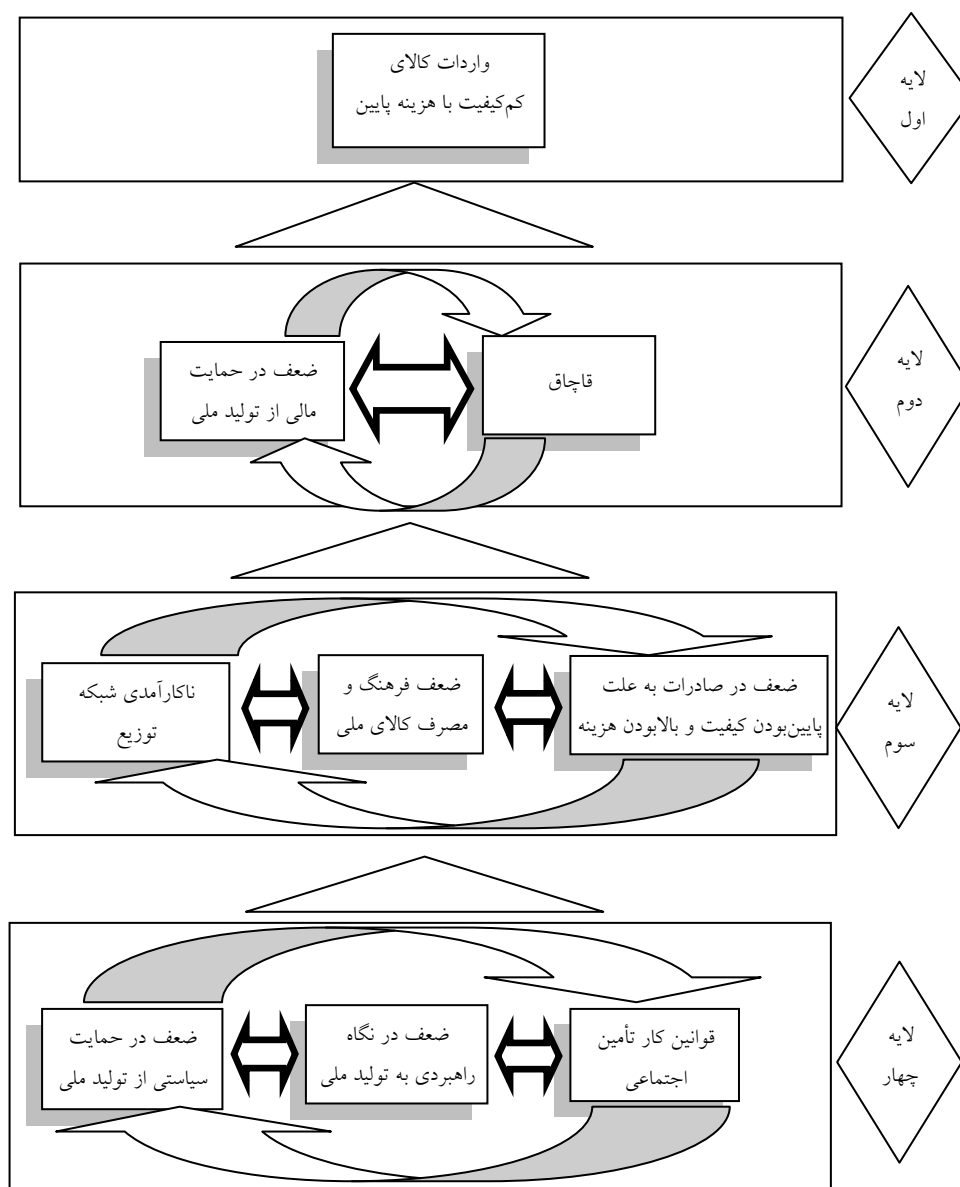 واردات کالای
کم‌کیفیت با هزینه پایین
لایه
اول
قاچاق
ضعف در حمایت
مالی از تولید ملی
لایه
دوم
ضعف در صادرات به علت
پایین‌بودن کیفیت و بالابودن هزینه
ضعف فرهنگ و
مصرف کالای ملی
ناکارآمدی شبکه
توزیع
لایه
سوم
قوانین کار تأمین
اجتماعی
ضعف در نگاه
راهبردی به تولید ملی
ضعف در حمایت
سیاستی از تولید ملی
لایه
چهار